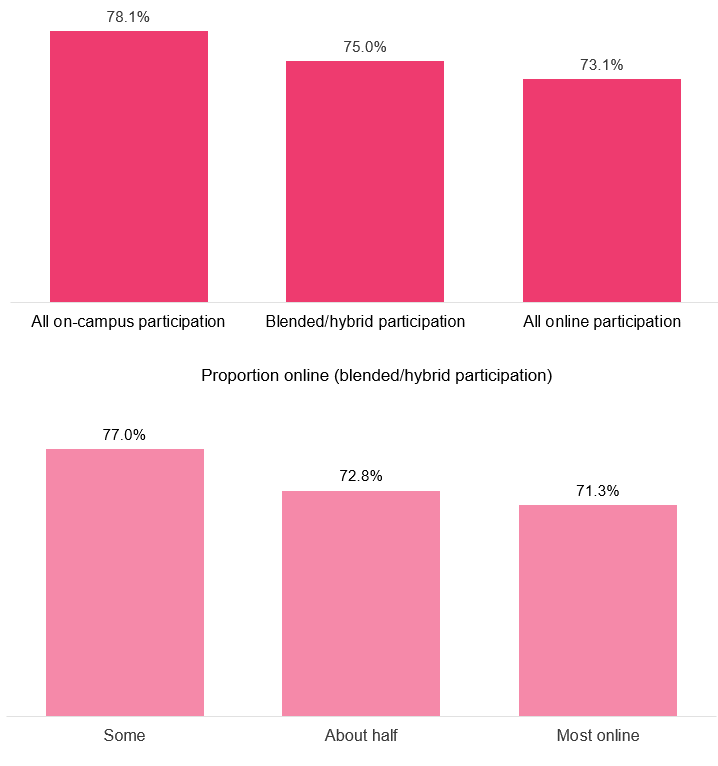 78.1%
75.0%
73.1%
All on-campus participation
Blended/hybrid participation
All online participation
Proportion online (blended/hybrid participation)
77.0%
72.8%
71.3%
Some
About half
Most online